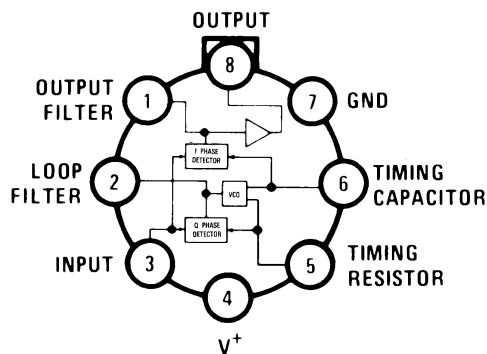 OUTPUT
8
OUTPUT
FILTER
1
7
GND
I PHASE
DETECTOR
LOOP
FILTER
2
VCO
6
TIMING
CAPACITOR
Q PHASE
DETECTOR
INPUT
3
5
TIMING
RESISTOR
4
V+